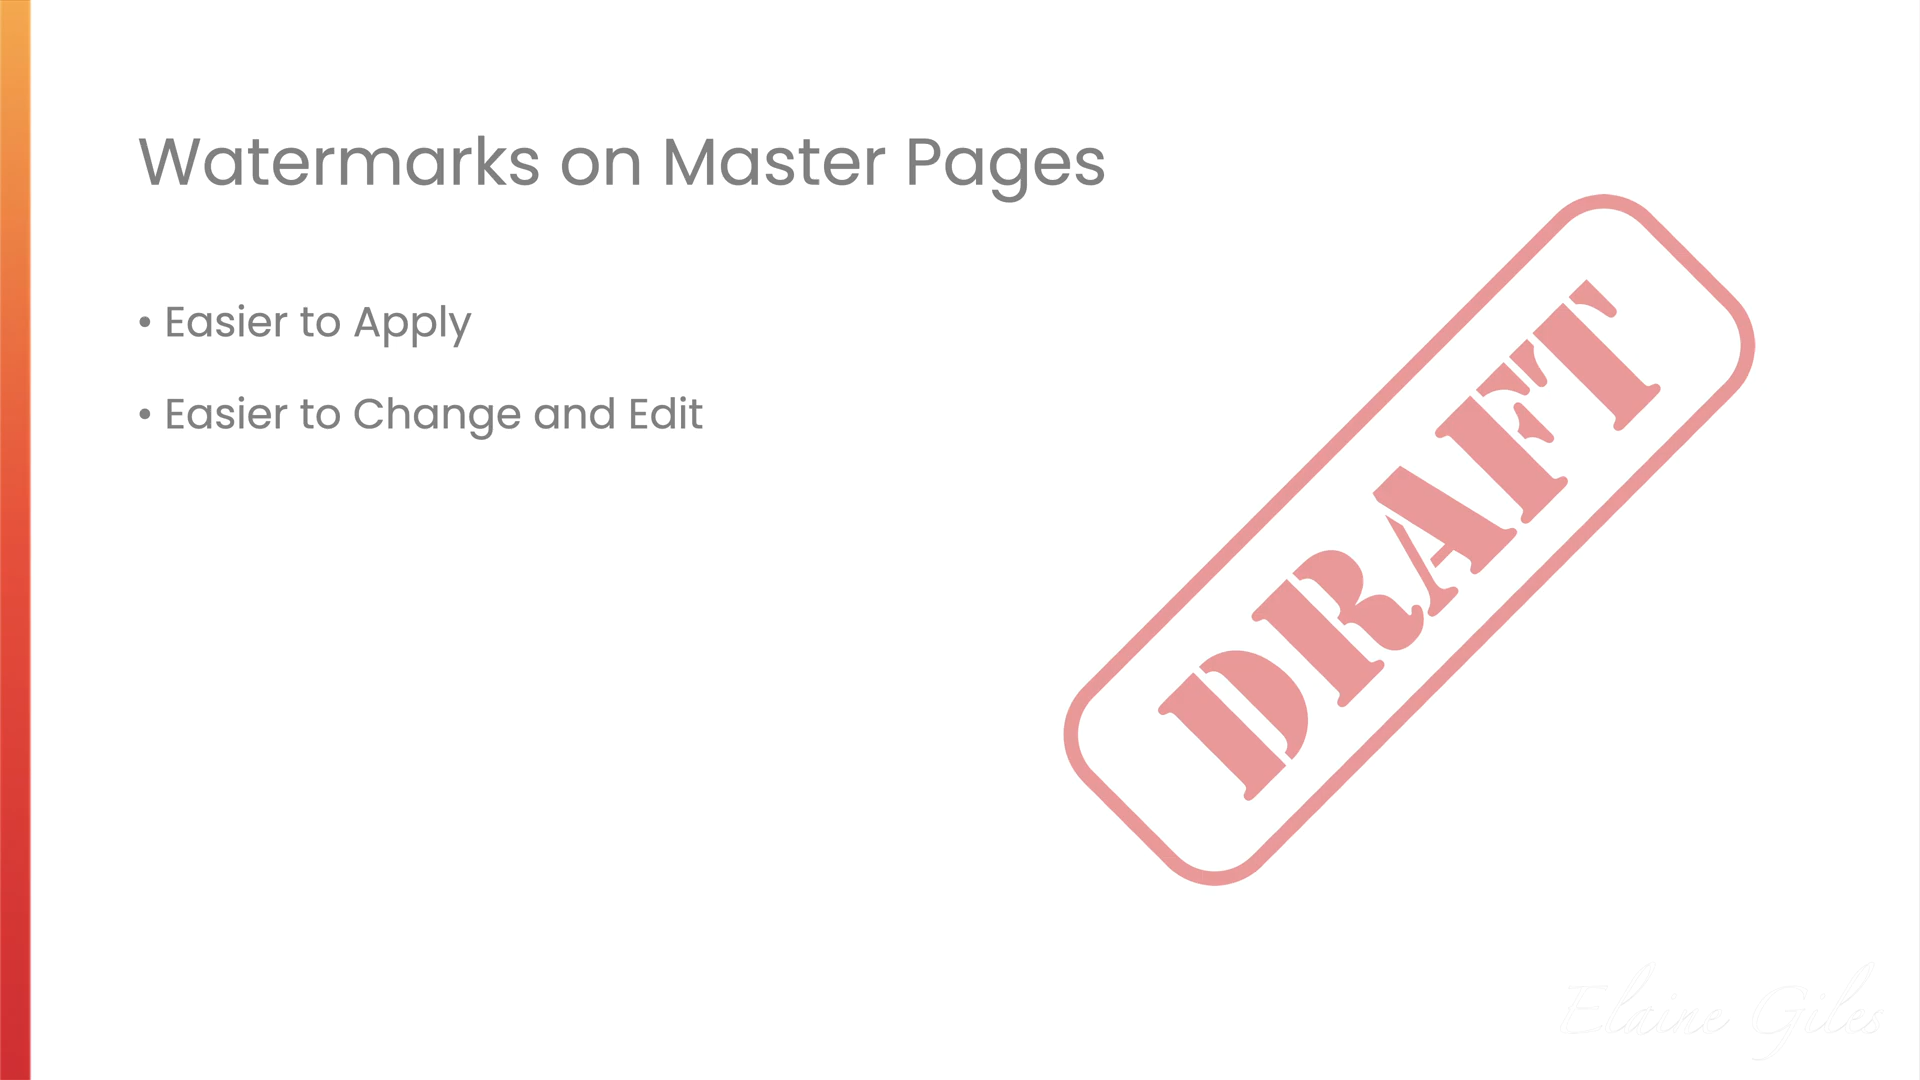 Watermarks on Master Pages
• Easier to Apply
• Easier to Change and Edit
DRAFT
Elaine Giles